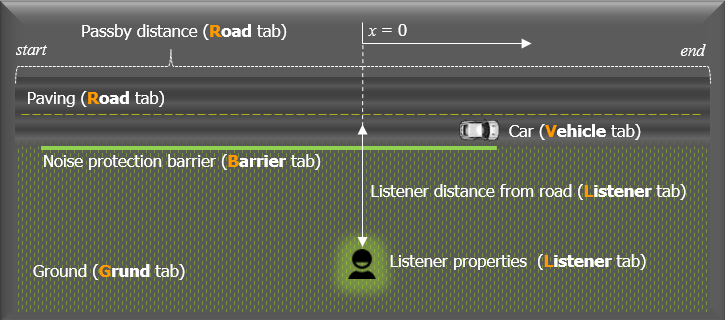 Passby distance (Road tab)
x = 0
start
end
Paving (Road tab)
Car (Vehicle tab)
Noise protection barrier (Barrier tab)
Listener distance from road (Listener tab)
Ground (Grund tab)
Listener properties (Listener tab)